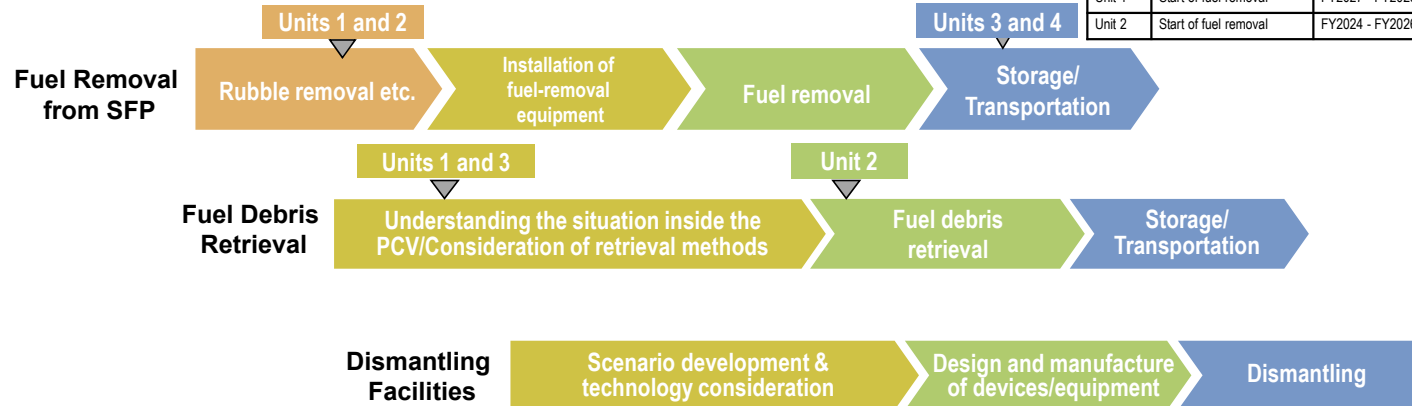 Unit 2 Start of fuel removal FY2024 - FY2026
Units 1 and 2
Units 3 and 4
Fuel Removal
from SFP
Rubble removal etc.
Installation of
fuel-removal
equipment
Fuel removal
Storage/
Transportation
Units 1 and 3
Unit 2
Fuel Debris
Retrieval
Understanding the situation inside the
PCV/Consideration of retrieval methods
Fuel debris
retrieval
Storage/
Transportation
Dismantling
Facilities
Scenario development &
technology consideration
Design and manufacture
of devices/equipment
Dismantling